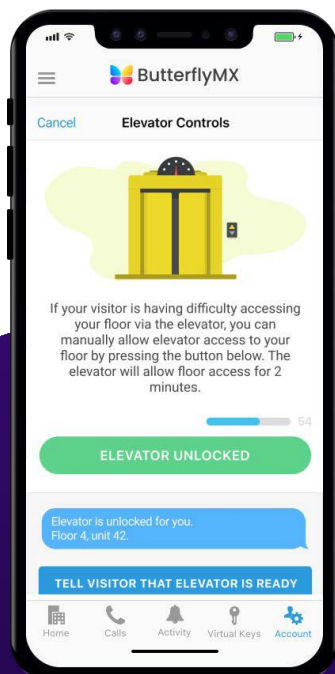 ButterflyMX
Cancel
Elevator Controls
If your visitor is having difficulty accessing
your floor via the elevator, you can
manually allow elevator access to your
floor by pressing the button below. The
elevator will allow floor access for 2
minutes.
54
ELEVATOR UNLOCKED
Elevator is unlocked for you.
Floor 4, unit 42.
TELL VISITOR THAT ELEVATOR IS READY
Home
Calls
Activity
Virtual Keys
Account